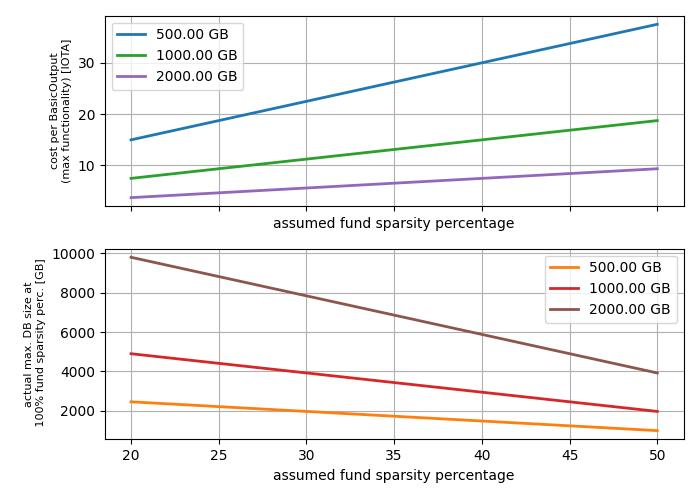 500.00 GB
1000.00 GB
2000.00 GB
30
20
10
cost per BasicOutput
(max functionality) [IOTA]
assumed fund sparsity percentage
10000
8000
6000
4000
2000
actual max. DB size at
100% fund sparsity perc. [GB]
500.00 GB
1000.00 GB
2000.00 GB
20 25 30 35 40 45 50
assumed fund sparsity percentage